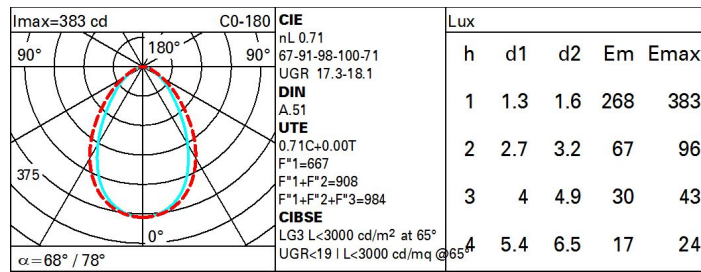 Imax=383 cd C0-180
90° 180° 90°
375
0°
α=68° / 78°
CIE
nL 0.71
67-91-98-100-71
UGR 17.3-18.1
DIN
A.51
UTE
0.71C+0.00T
F"1=667
F"1+F"2=908
F"1+F"2+F"3=984
CIBSE
LG3 L<3000 cd/m² at 65°
UGR<19 | L<3000 cd/mq @65°
Lux
h d1 d2 Em Emax
1 1.3 1.6 268 383
2 2.7 3.2 67 96
3 4 4.9 30 43
4 5.4 6.5 17 24